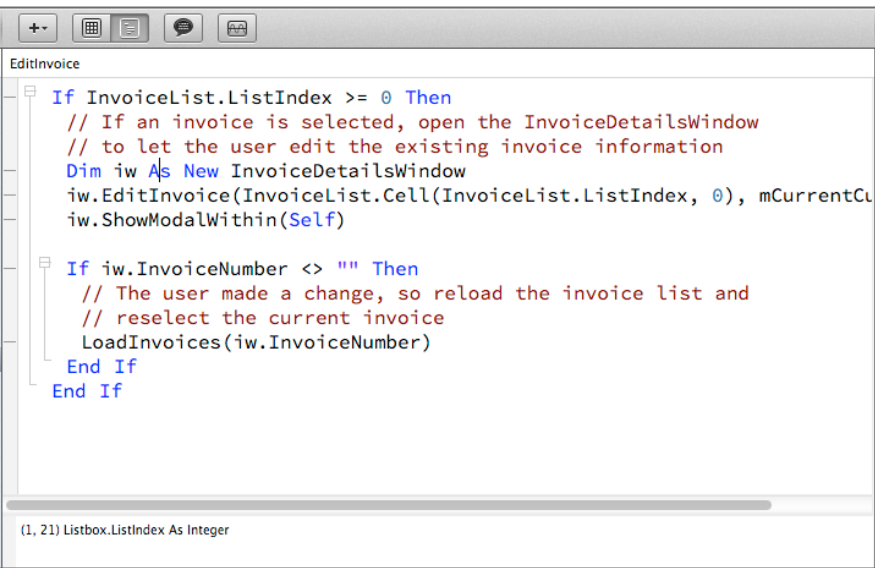 EditInvoice
If InvoiceList.ListIndex >= 0 Then
// If an invoice is selected, open the InvoiceDetailsWindow
// to let the user edit the existing invoice information
Dim iw As New InvoiceDetailsWindow
iw.EditInvoice(InvoiceList.Cell(InvoiceList.ListIndex, 0), mCurrentCu
iw.ShowModalWithin(Self)
If iw.InvoiceNumber <> "" Then
// The user made a change, so reload the invoice list and
// reselect the current invoice
LoadInvoices(iw.InvoiceNumber)
End If
End If
(1, 21) Listbox.ListIndex As Integer